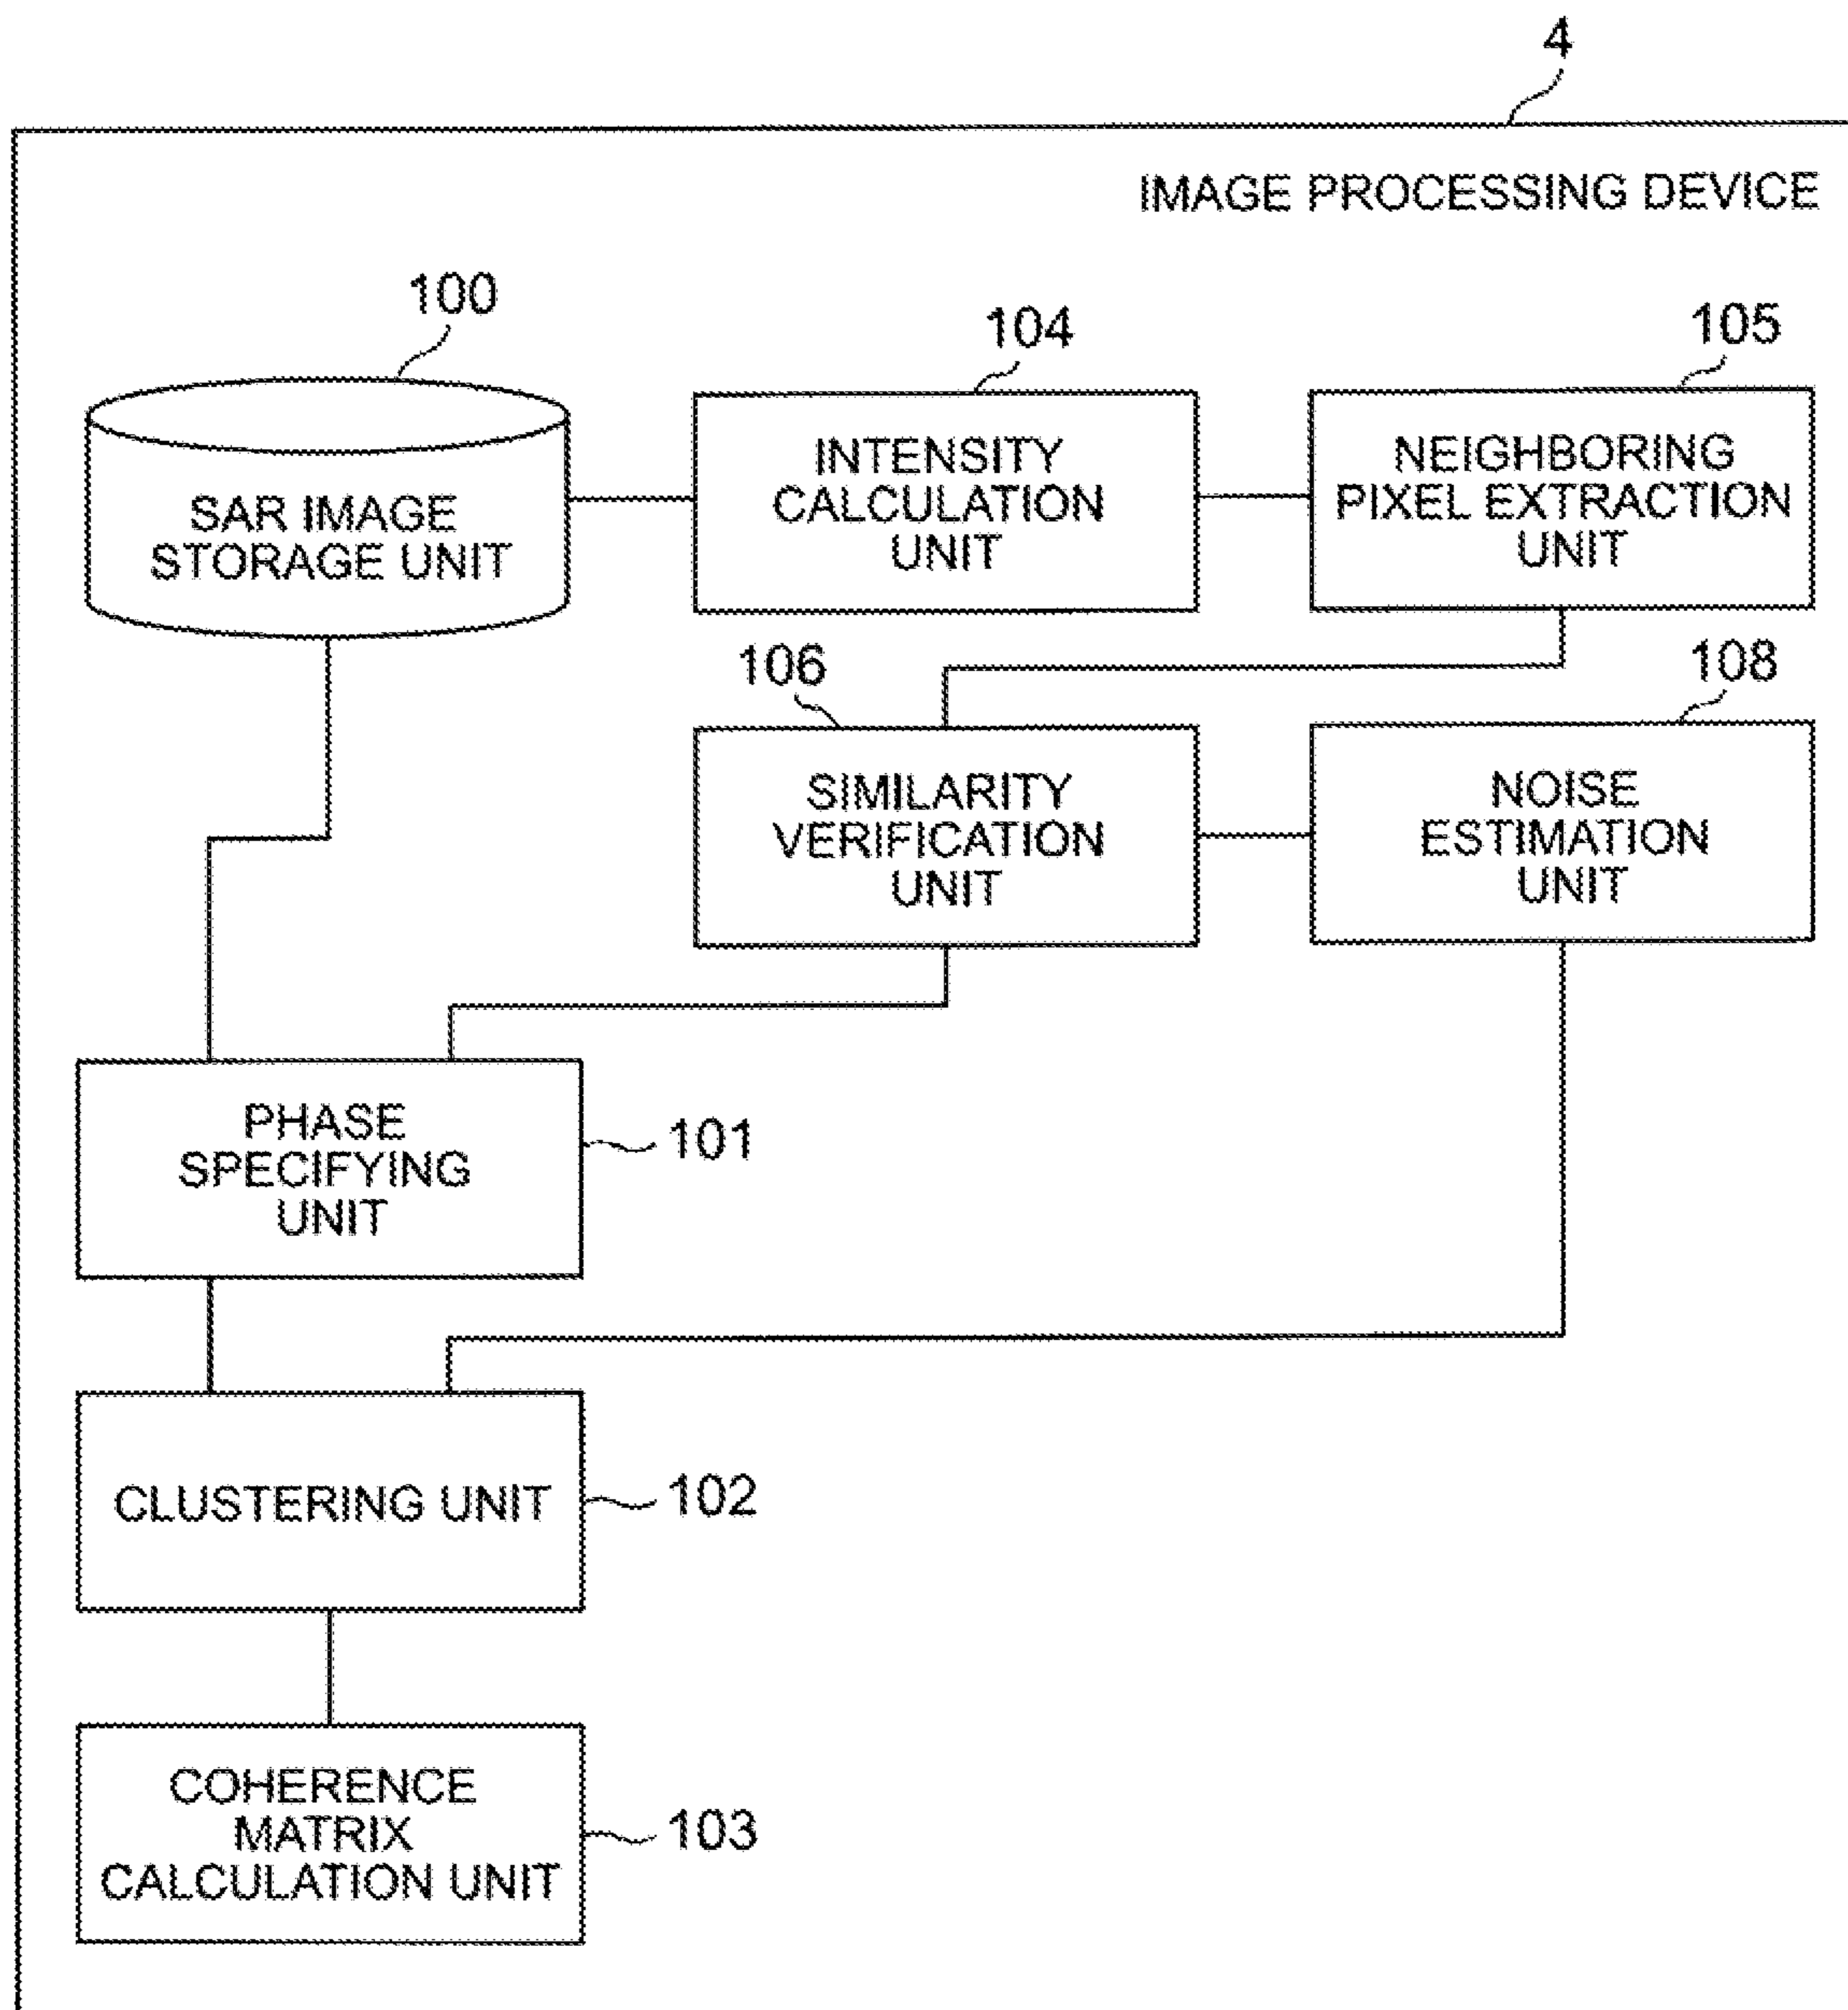 4
IMAGE PROCESSING DEVICE
100
104
105
SAR IMAGE
STORAGE UNIT
INTENSITY
CALCULATION
UNIT
NEIGHBORING
PIXEL EXTRACTION
UNIT
106
108
SIMILARITY
VERIFICATION
UNIT
NOISE
ESTIMATION
UNIT
PHASE
SPECIFYING
UNIT
101
CLUSTERING UNIT
102
COHERENCE
MATRIX
CALCULATION UNIT
103